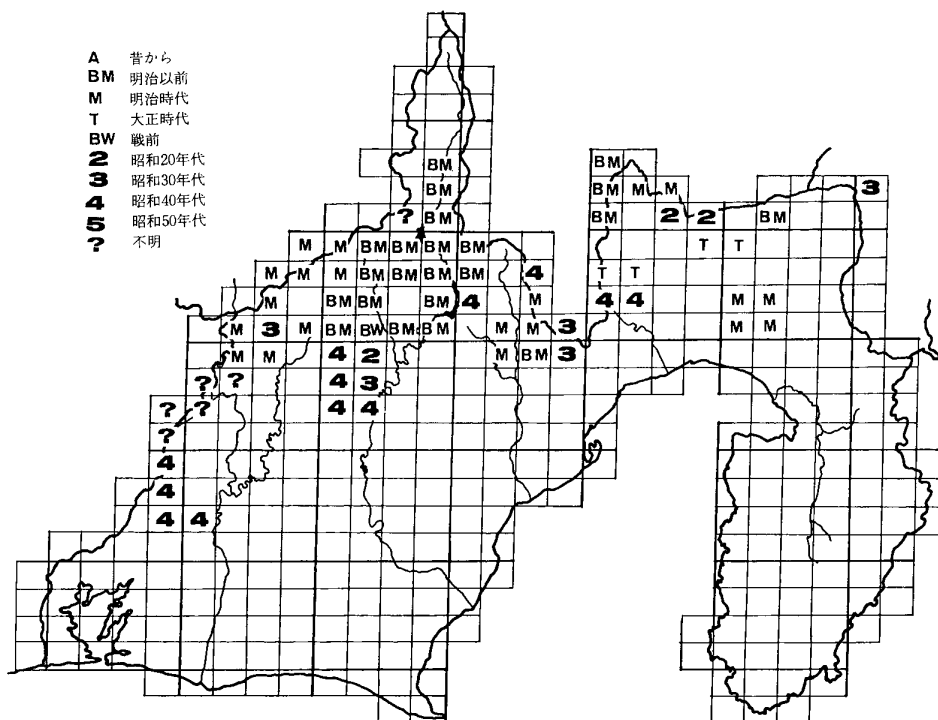 A 昔から
BM 明治以前
M 明治時代
T 大正時代
BW 戦前
2 昭和20年代
3 昭和30年代
4 昭和40年代
5 昭和50年代
? 不明
BM BM
BM BM M M 3
? BM BM 2 2 BM
M M BM BM BM BM T T
M M M BM BM BM BM 4 T T
M BM BM BM 4 M 4 4 M M
M 3 M BM BW BM BM M M 3 M M
M M 4 2 M BM 3
? ? 4 3
? ? 4 4
?
4
4
4 4